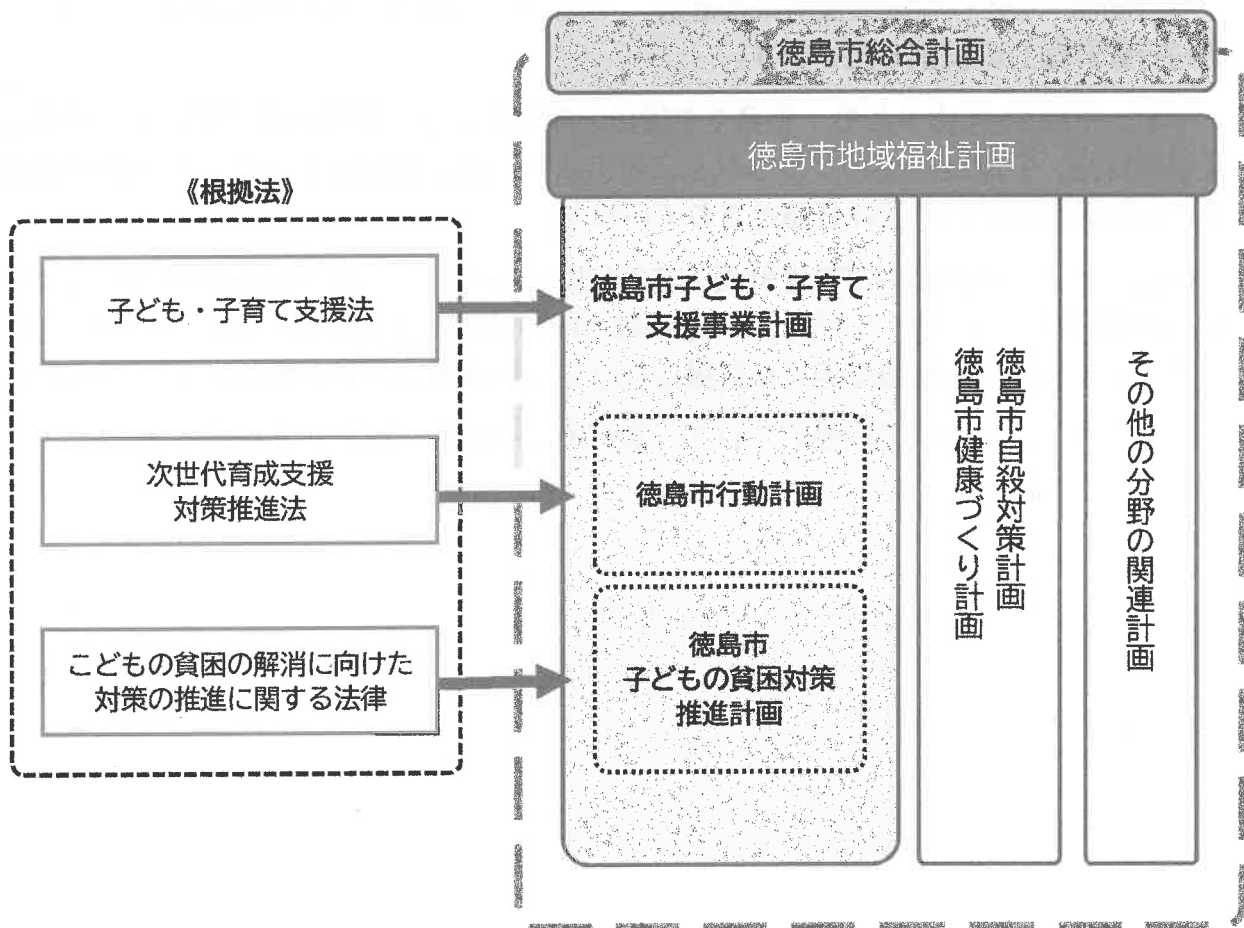 徳島市総合計画
徳島市地域福祉計画
《根拠法》
子ども・子育て支援法
次世代育成支援
対策推進法
こどもの貧困の解消に向けた
対策の推進に関する法律
徳島市子ども・子育て
支援事業計画
徳島市行動計画
徳島市
子どもの貧困対策
推進計画
徳島市自殺対策計画
徳島市健康づくり計画
その他の分野の関連計画